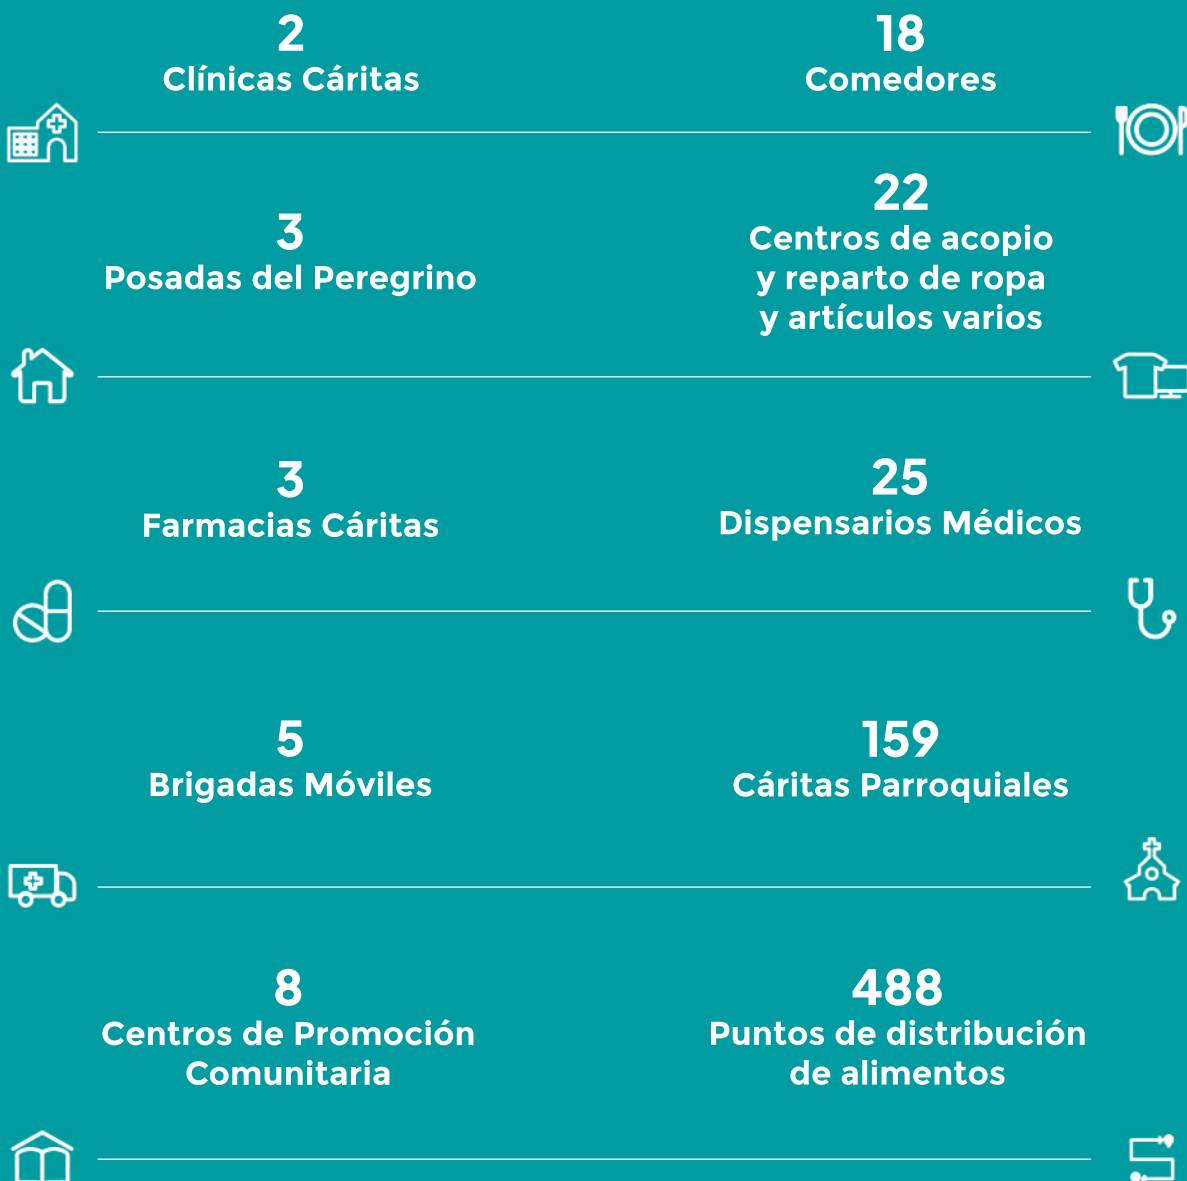 2
Clínicas Cáritas
18
Comedores
3
Posadas del Peregrino
22
Centros de acopio
y reparto de ropa
y artículos varios
3
Farmacias Cáritas
25
Dispensarios Médicos
5
Brigadas Móviles
159
Cáritas Parroquiales
8
Centros de Promoción
Comunitaria
488
Puntos de distribución
de alimentos